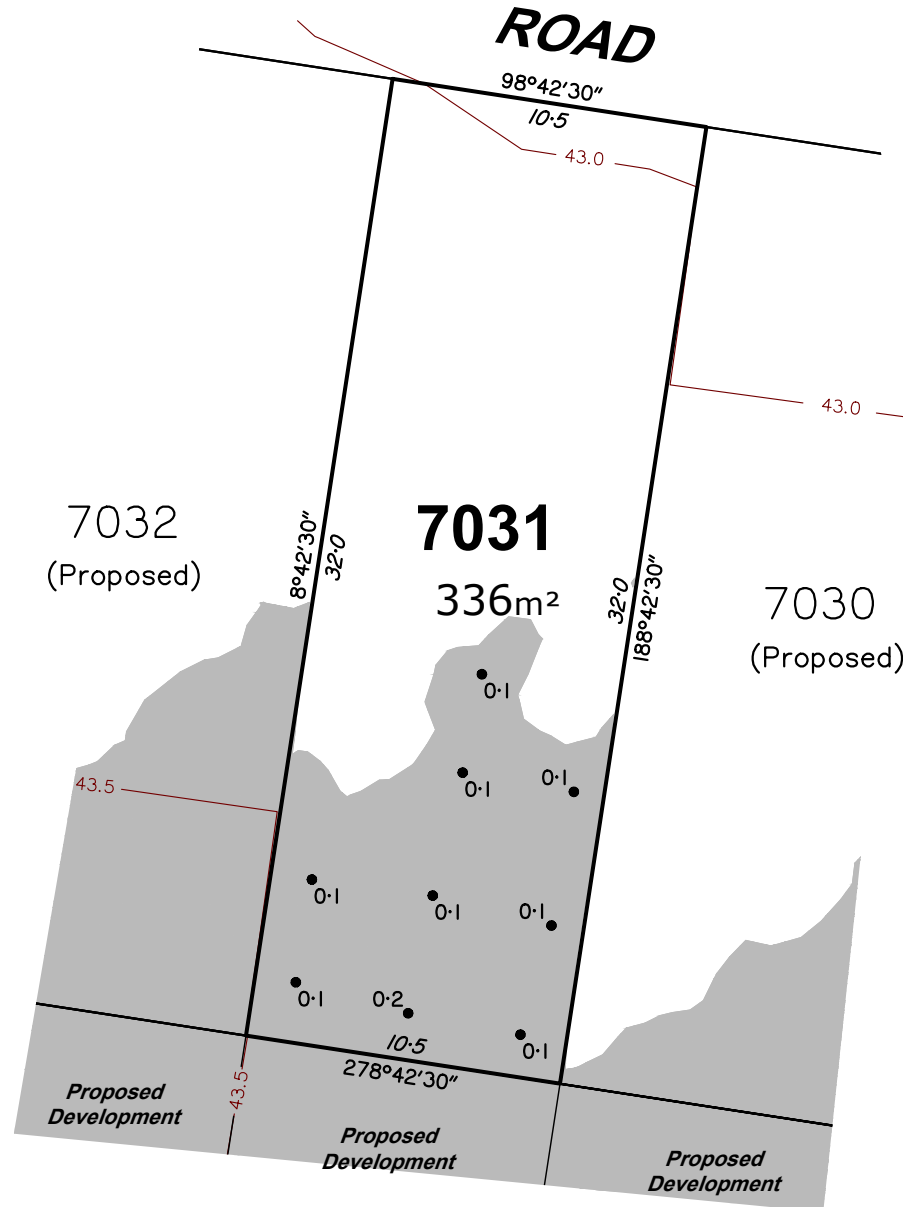 ROAD
98°42'30"
10·5
43.0
43.0
7032
(Proposed)
8°42'30"
32·0
7031
336m²
32·0
188°42'30"
7030
(Proposed)
0·1
0·1
0·1
43.5
0·1
0·1
0·1
0·1
0·2
0·1
10·5
278°42'30"
43.5
Proposed
Development
Proposed
Development
Proposed
Development